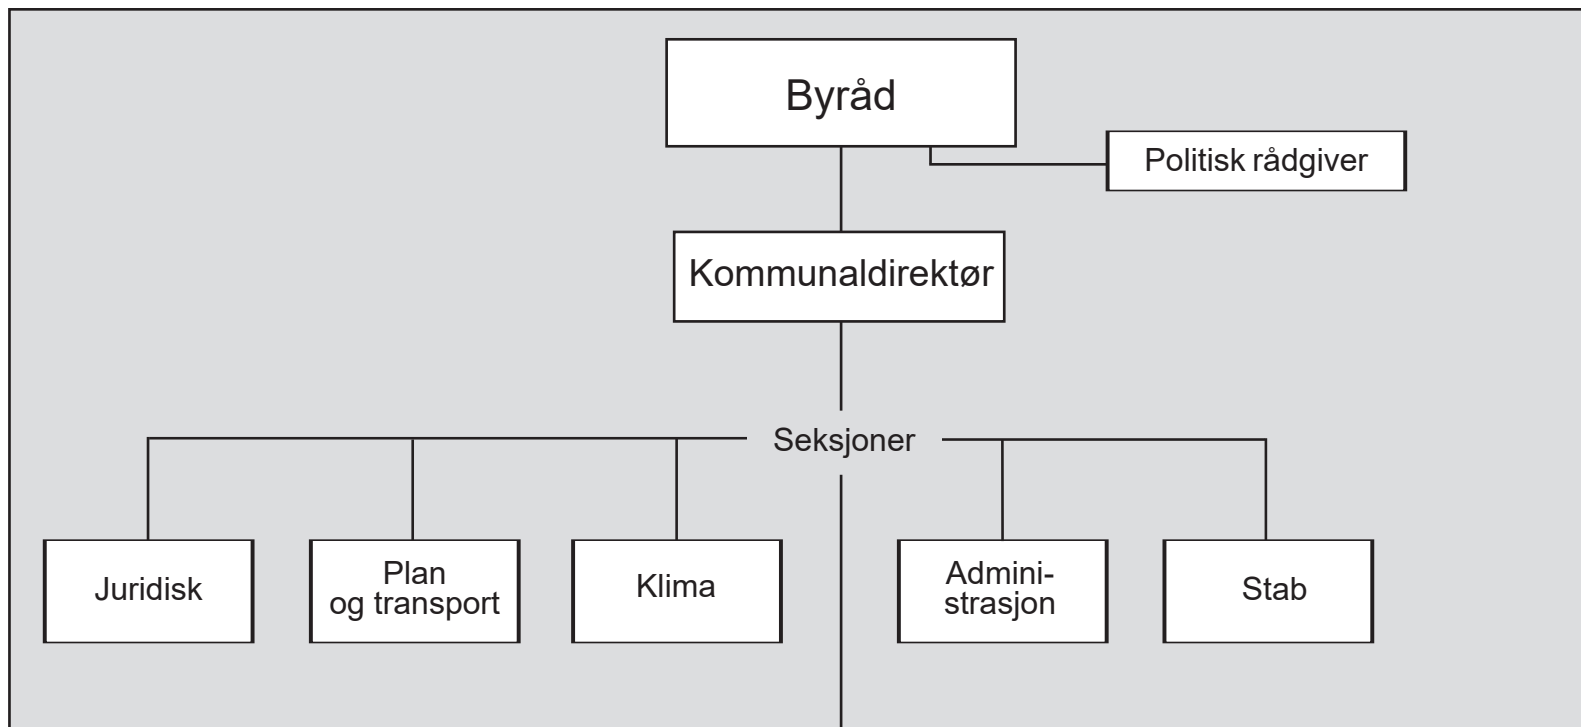 Byråd
Politisk rådgiver
Kommunaldirektør
Seksjoner
Juridisk
Plan
og transport
Klima
Admini-
strasjon
Stab